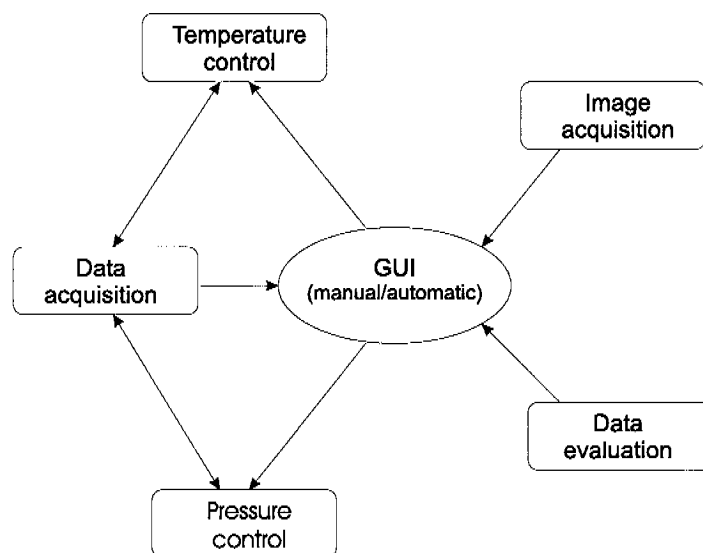 Temperature
control
Image
acquisition
Data
acquisition
GUI
(manual/automatic)
Data
evaluation
Pressure
control